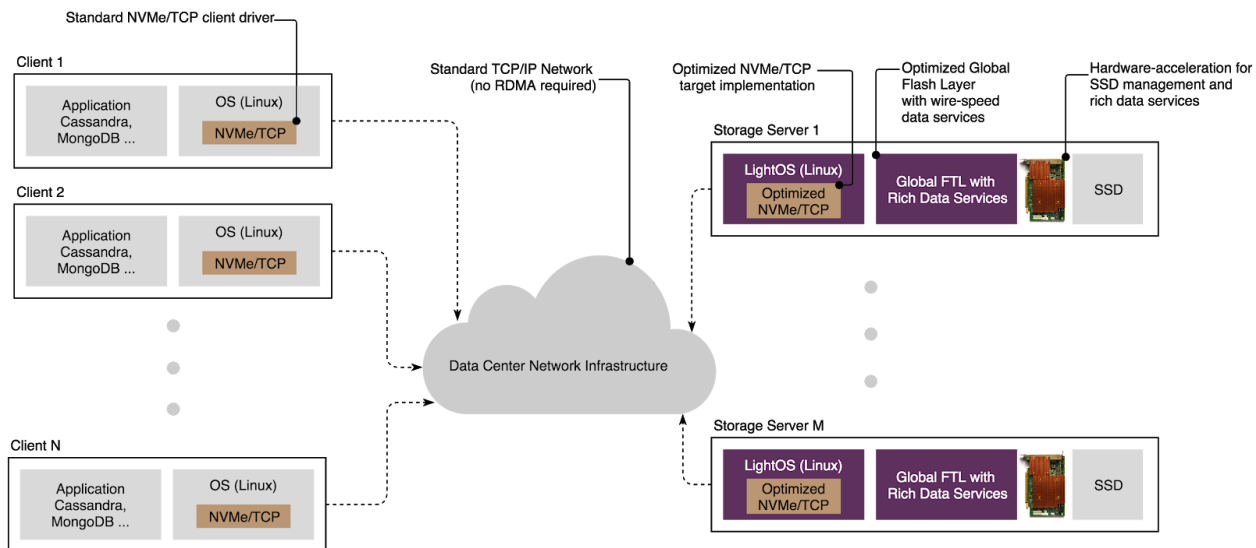 Standard NVMe/TCP client driver
Client 1
Application
Cassandra,
MongoDB ...
OS (Linux)
NVMe/TCP
Client 2
Application
Cassandra,
MongoDB ...
OS (Linux)
NVMe/TCP
Client N
Application
Cassandra,
MongoDB ...
OS (Linux)
NVMe/TCP
Standard TCP/IP Network
(no RDMA required)
Data Center Network Infrastructure
Optimized NVMe/TCP
target implementation
Optimized Global
Flash Layer
with wire-speed
data services
Hardware-acceleration for
SSD management and
rich data services
Storage Server 1
LightOS (Linux)
Optimized
NVMe/TCP
Global FTL with
Rich Data Services
SSD
Storage Server M
LightOS (Linux)
Optimized
NVMe/TCP
Global FTL with
Rich Data Services
SSD